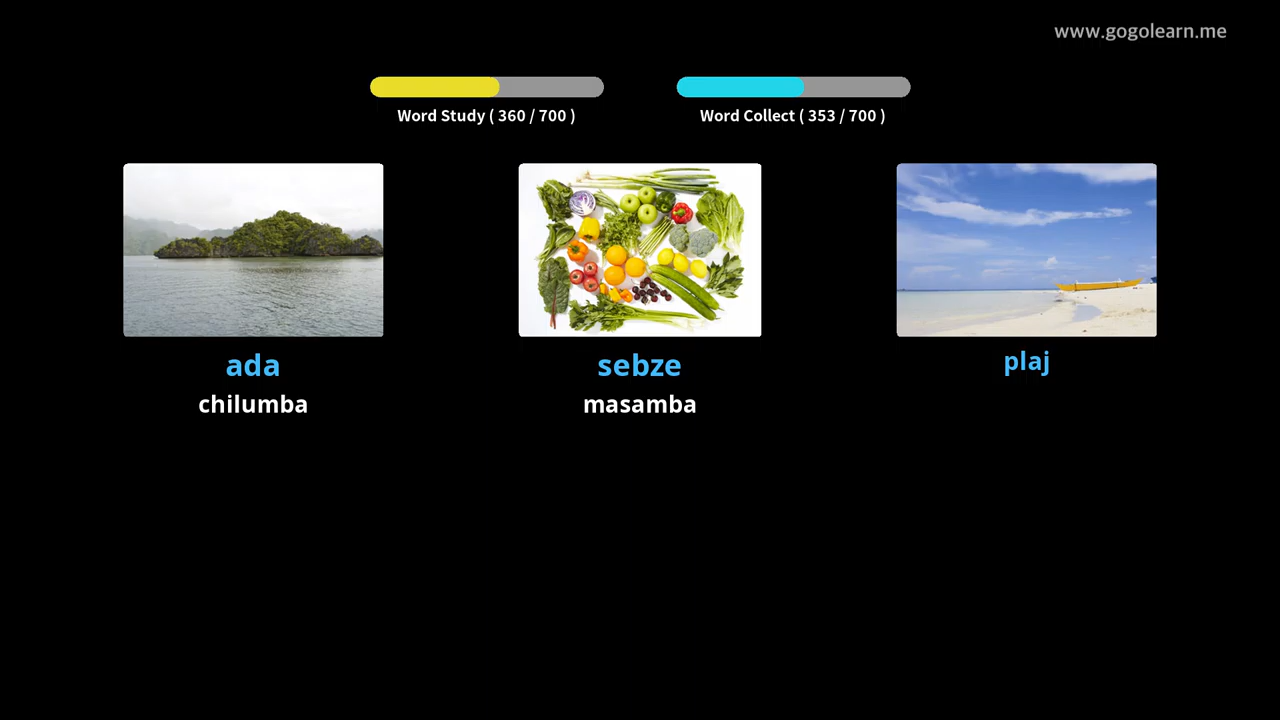 www.gogolearn.me
Word Study ( 360 / 700 )
Word Collect ( 353 / 700 )
ada
chilumba
sebze
masamba
plaj